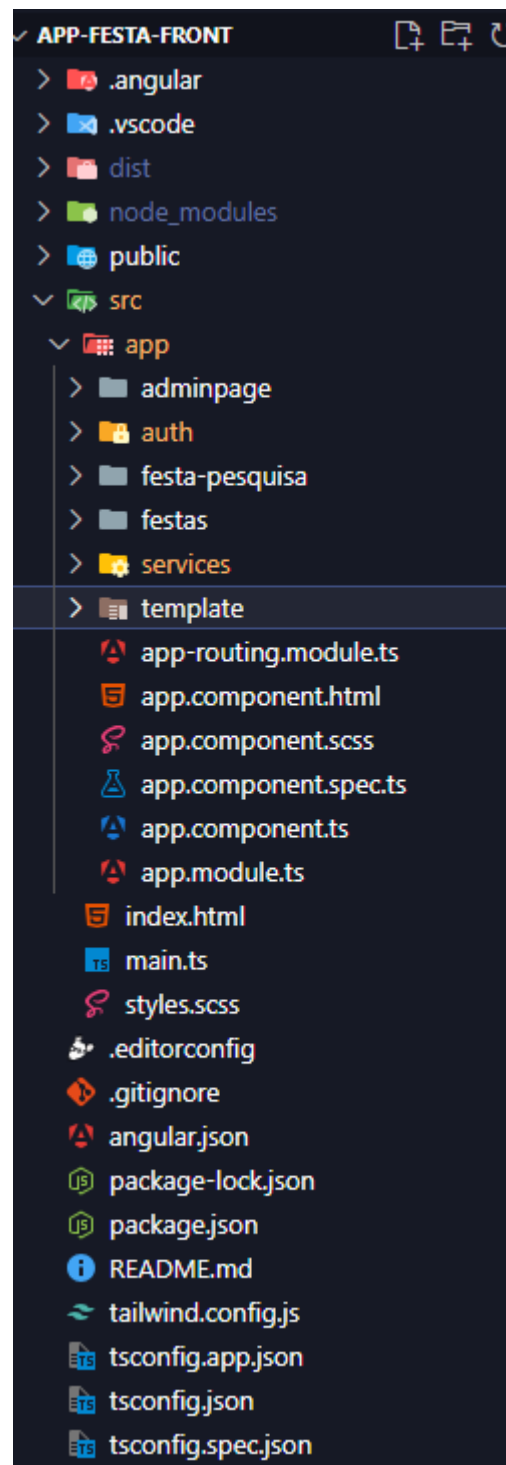 APP-FESTA-FRONT
.angular
.vscode
dist
node_modules
public
src
app
adminpage
auth
festa-pesquisa
festas
services
template
app-routing.module.ts
app.component.html
app.component.scss
app.component.spec.ts
app.component.ts
app.module.ts
index.html
main.ts
styles.scss
.editorconfig
.gitignore
angular.json
package-lock.json
package.json
README.md
tailwind.config.js
tsconfig.app.json
tsconfig.json
tsconfig.spec.json